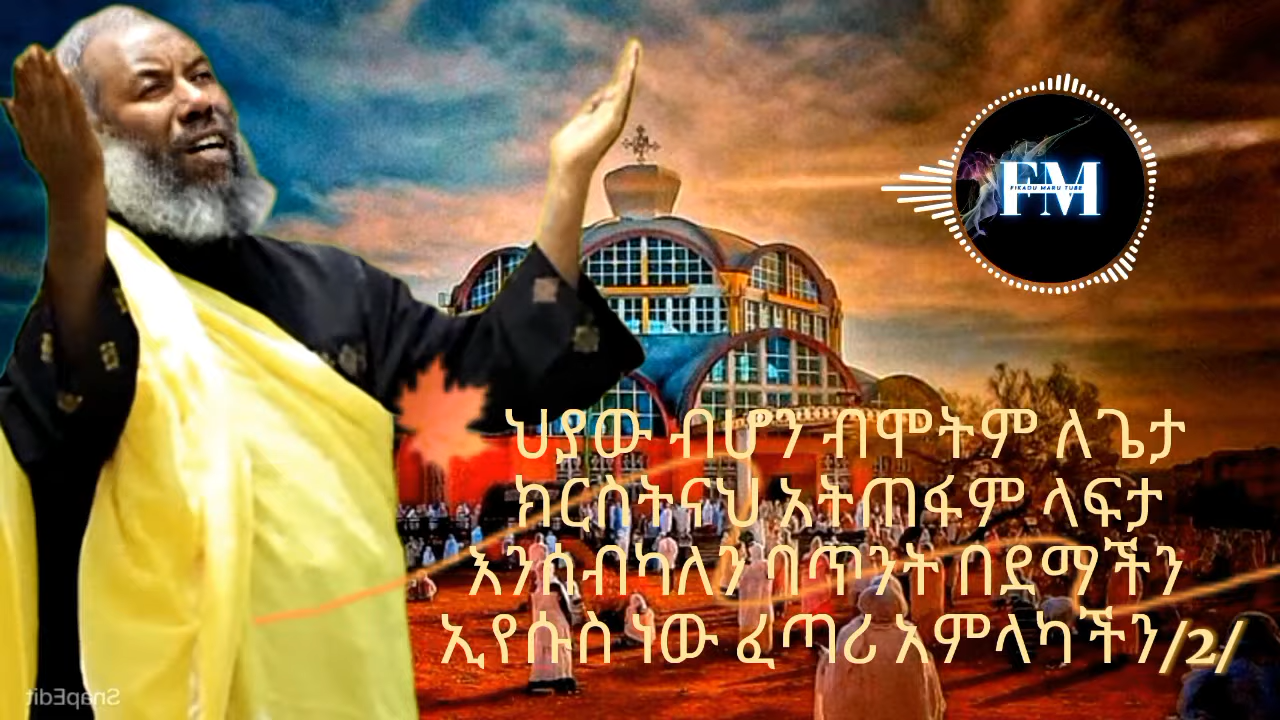 FM
FIKADU MARU TUBE
ህያው ብሆን ብሞትም ለጌታ
ክርስትናህ አትጠፋም ላፍታ
እንሰብካለን ባጥንት በደማችን
ኢየሱስ ነው ፈጣሪ አምላካችን/2/
SnapEdit